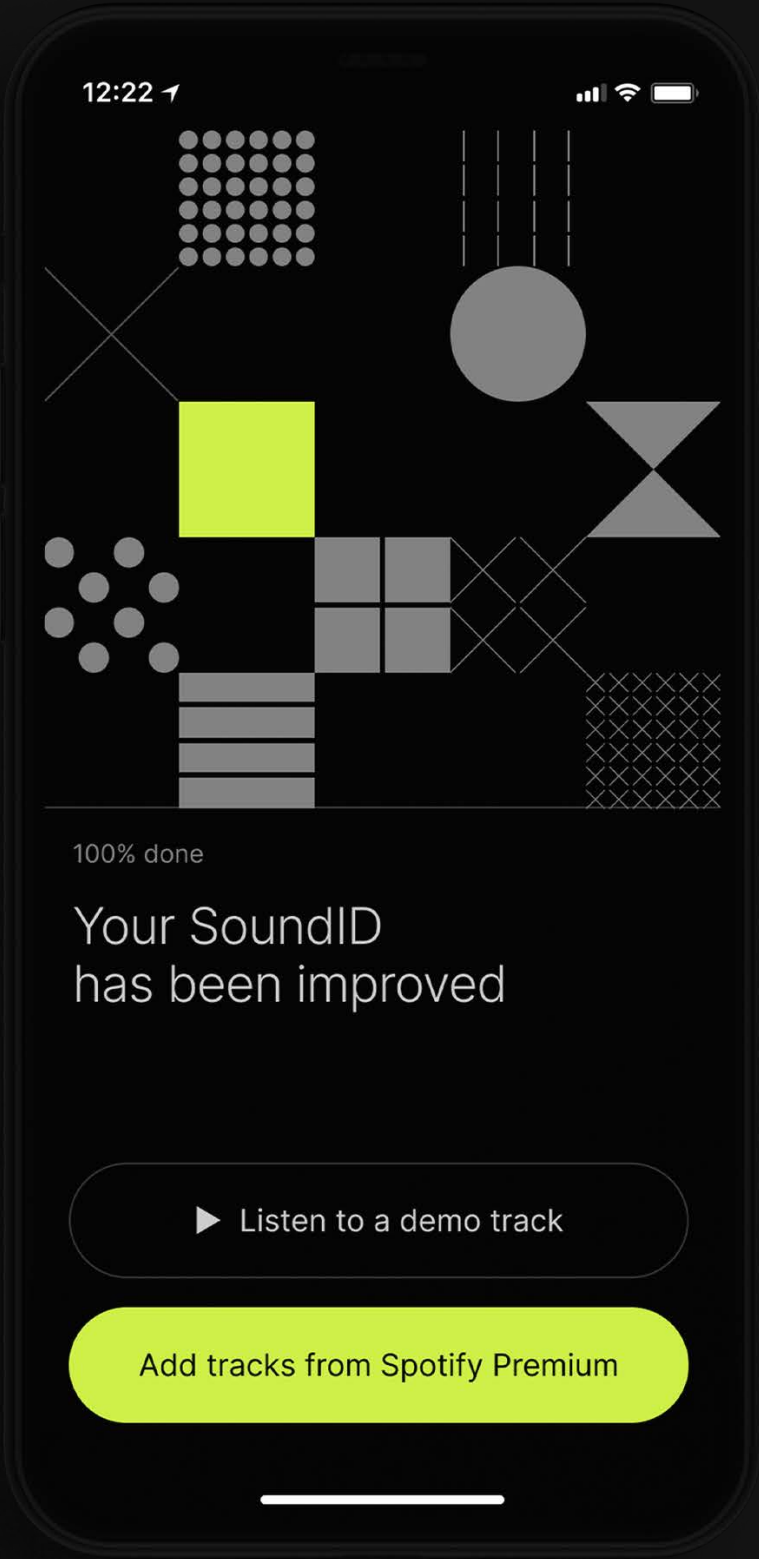 12:22
100% done
Your SoundID
has been improved
Listen to a demo track
Add tracks from Spotify Premium